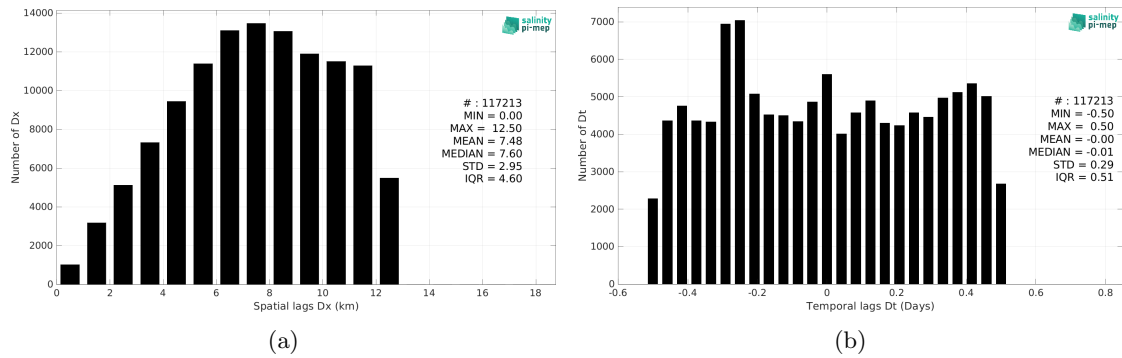 salinity
pi-mep
14000
12000
10000
8000
6000
4000
2000
0
Number of Dx
# : 117213
MIN = 0.00
MAX = 12.50
MEAN = 7.48
MEDIAN = 7.60
STD = 2.95
IQR = 4.60
0 2 4 6 8 10 12 14 16 18
Spatial lags Dx (km)
(a)
salinity
pi-mep
7000
6000
5000
4000
3000
2000
1000
0
Number of Dt
# : 117213
MIN = -0.50
MAX = 0.50
MEAN = -0.00
MEDIAN = -0.01
STD = 0.29
IQR = 0.51
-0.6 -0.4 -0.2 0 0.2 0.4 0.6 0.8
Temporal lags Dt (Days)
(b)